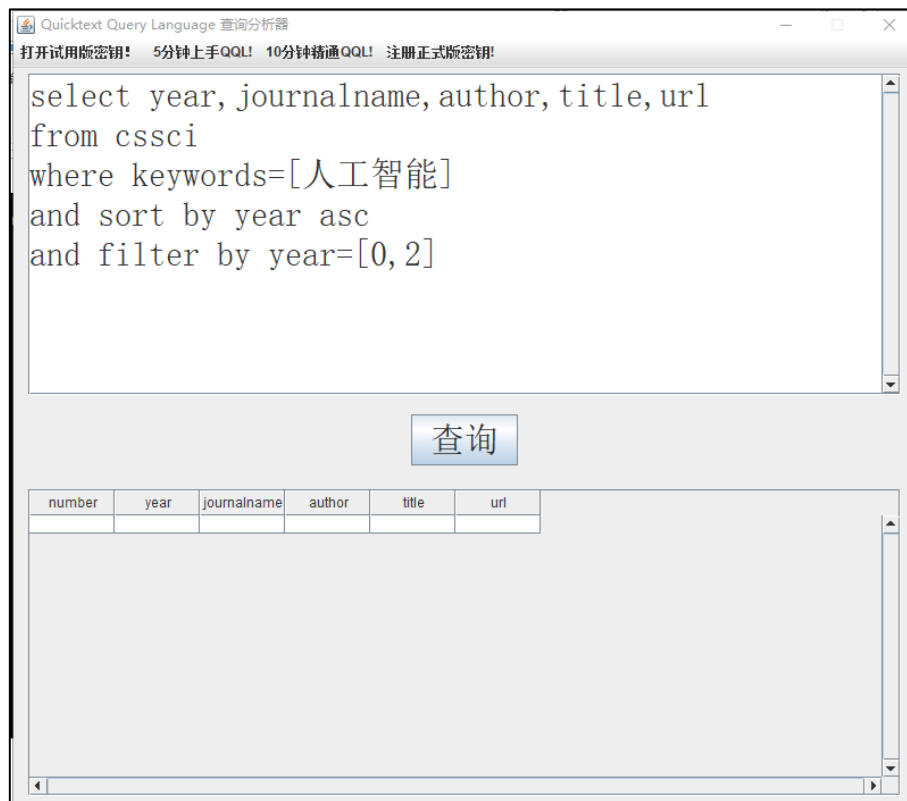 Quicktext Query Language 查询分析器
打开试用版密钥! 5分钟上手QQL! 10分钟精通QQL! 注册正式版密钥!
select year,journalname,author,title,url
from cssci
where keywords=[人工智能]
and sort by year asc
and filter by year=[0,2]
查询
number year journalname author title url